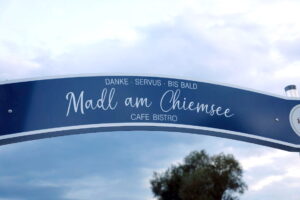 DANKE · SERVUS · BIS BALD
Madl am Chiemsee
CAFE BISTRO